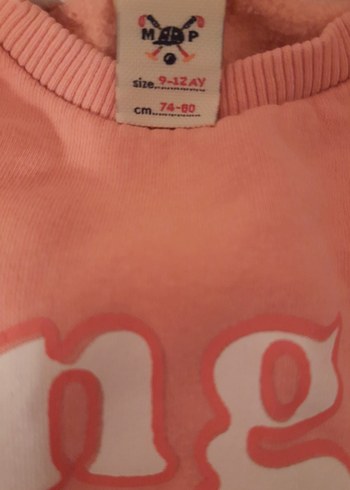 M P
size 9-12 AY
cm. 74-80
ng